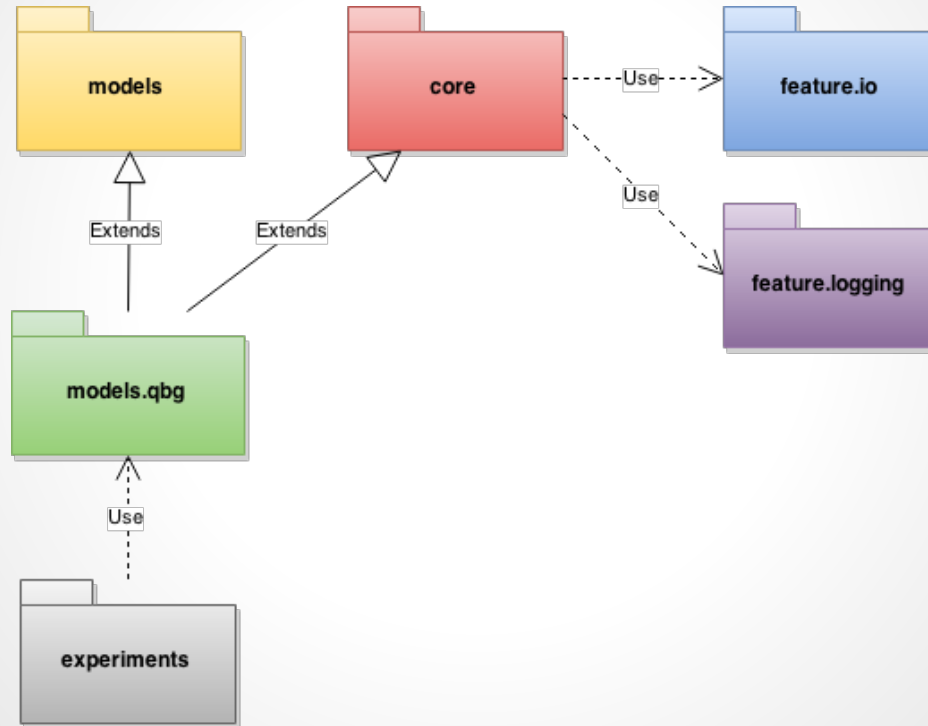 models
core
Use
feature.io
Use
feature.logging
Extends
Extends
models.qbg
Use
experiments